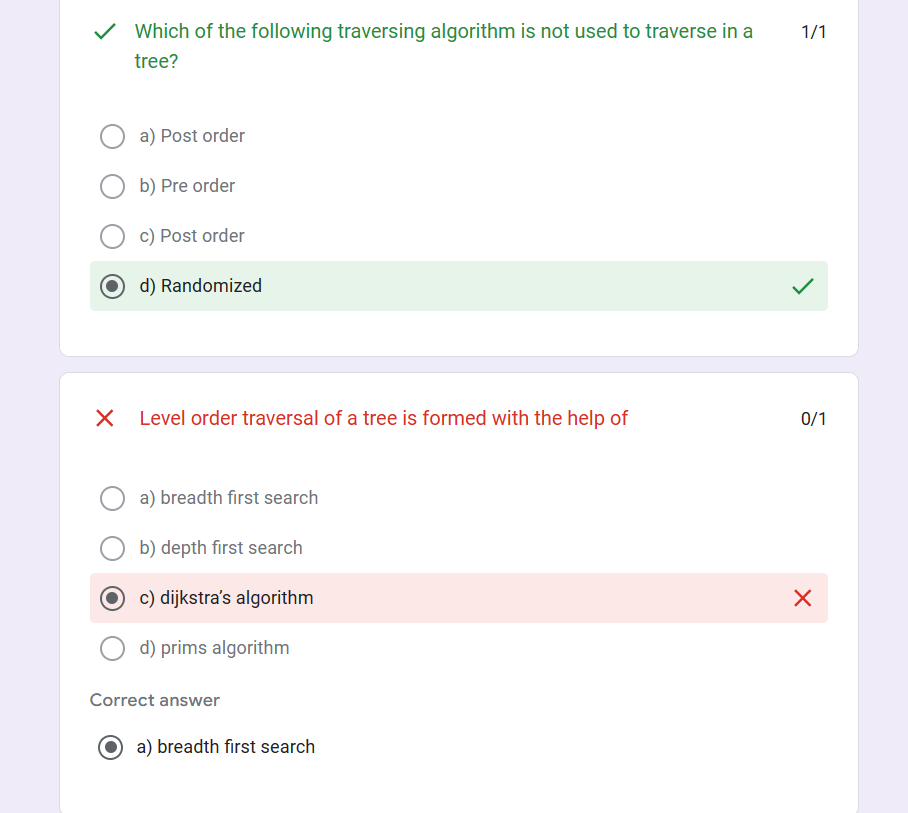 Which of the following traversing algorithm is not used to traverse in a
1/1
tree?
a) Post order
b) Pre order
c) Post order
d) Randomized
Level order traversal of a tree is formed with the help of
0/1
a) breadth first search
b) depth first search
c) dijkstra’s algorithm
d) prims algorithm
Correct answer
a) breadth first search